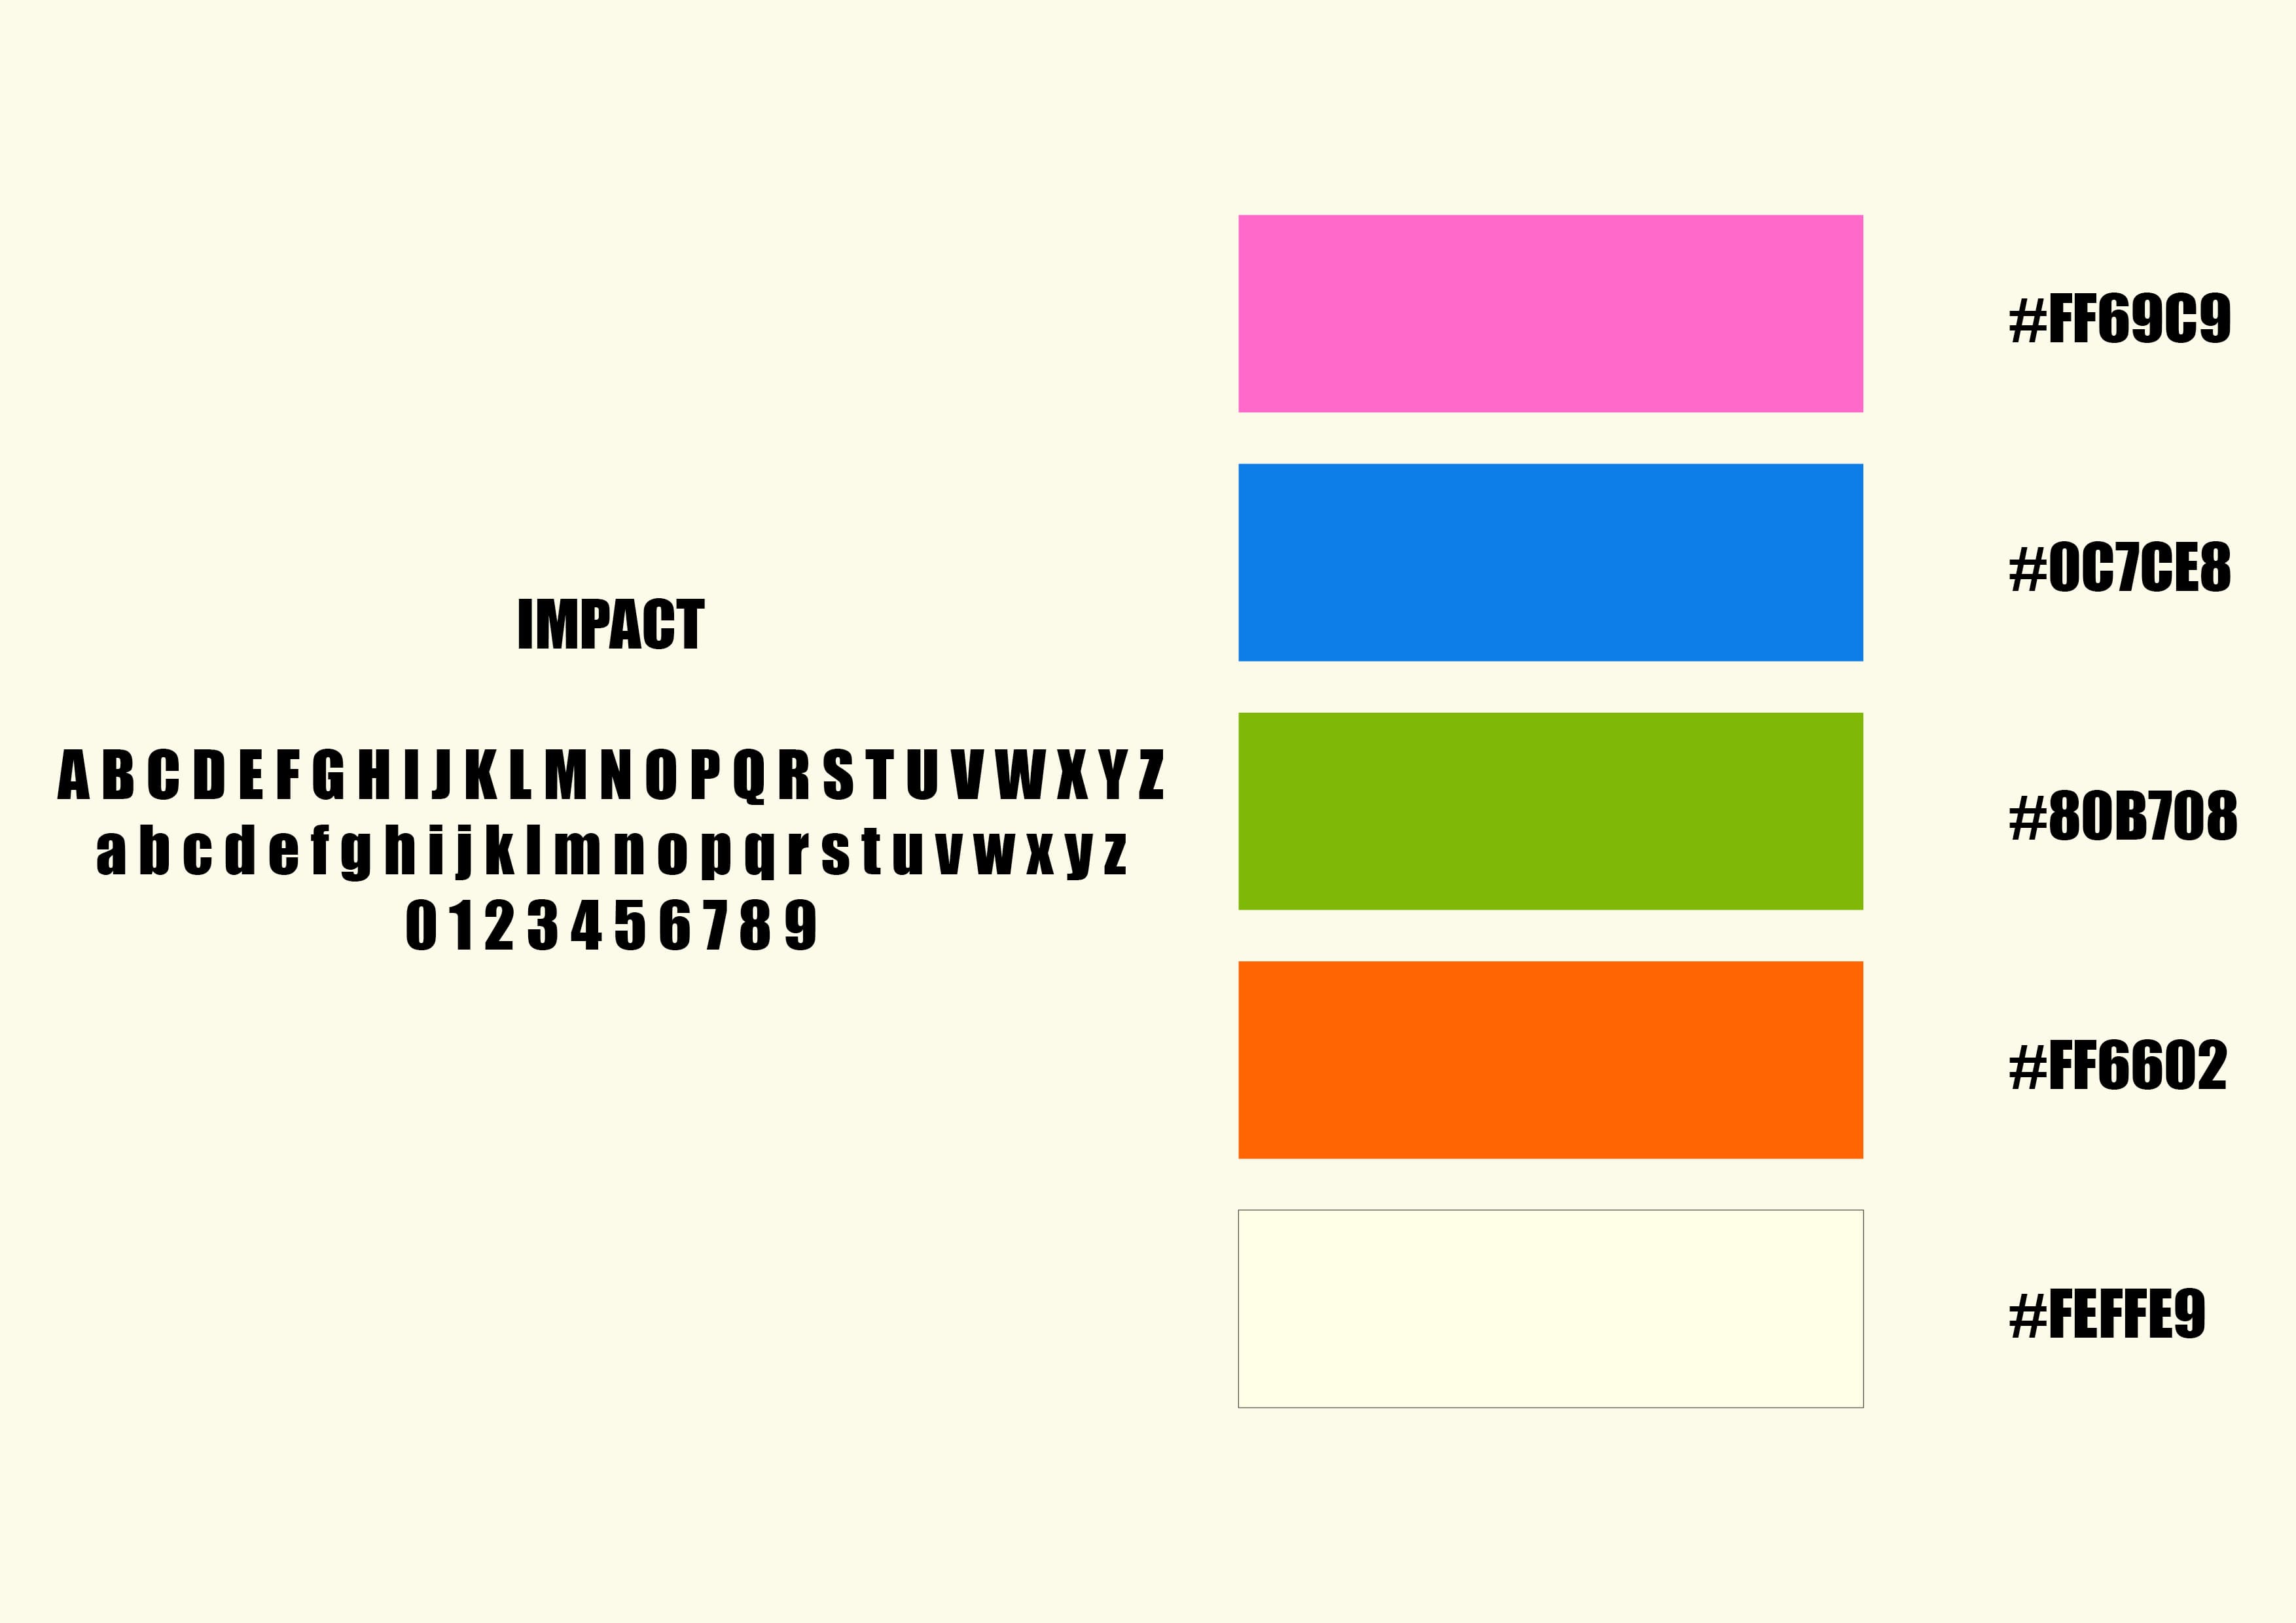 IMPACT
A B C D E F G H I J K L M N O P Q R S T U V W X Y Z
a b c d e f g h i j k l m n o p q r s t u v w x y z
0 1 2 3 4 5 6 7 8 9
#FF69C9
#0C7CE8
#80B708
#FF6602
#FEFFE9